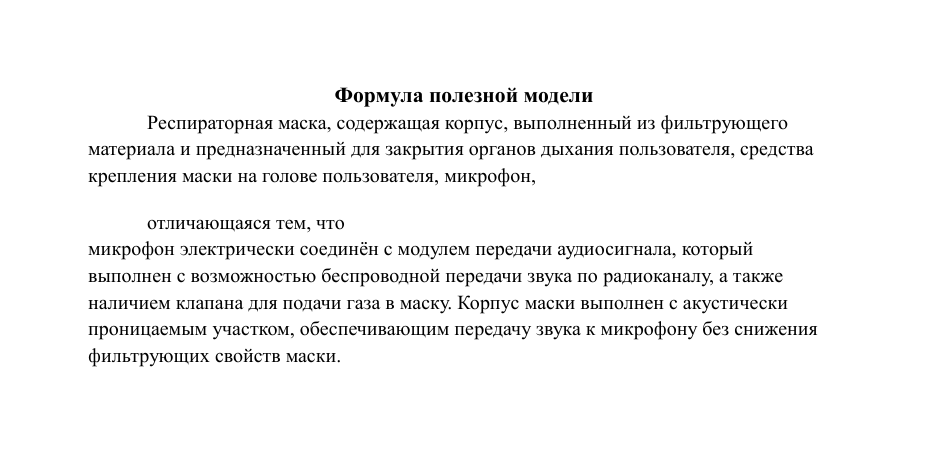 Формула полезной модели
Респираторная маска, содержащая корпус, выполненный из фильтрующего
материала и предназначенный для закрытия органов дыхания пользователя, средства
крепления маски на голове пользователя, микрофон,
отличающаяся тем, что
микрофон электрически соединён с модулем передачи аудиосигнала, который
выполнен с возможностью беспроводной передачи звука по радиоканалу, а также
наличием клапана для подачи газа в маску. Корпус маски выполнен с акустически
проницаемым участком, обеспечивающим передачу звука к микрофону без снижения
фильтрующих свойств маски.